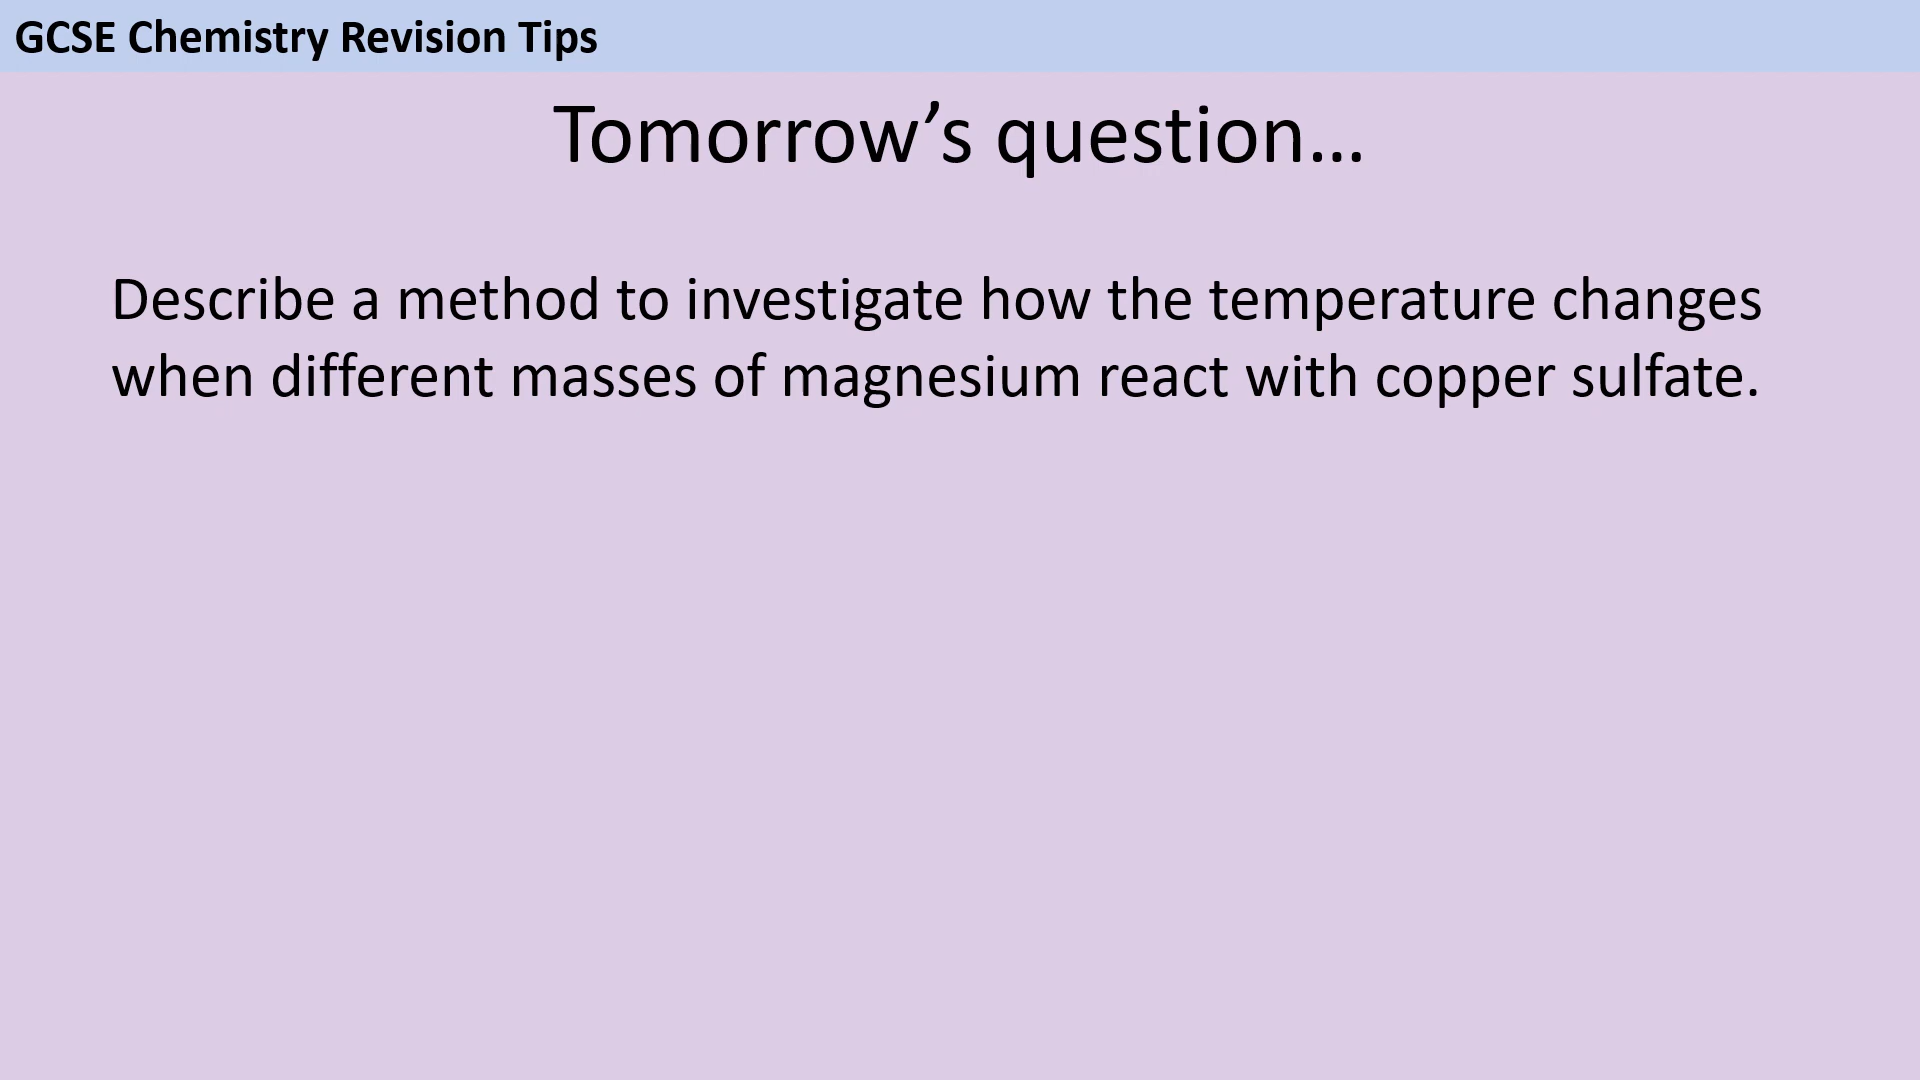 GCSE Chemistry Revision Tips
Tomorrow’s question…
Describe a method to investigate how the temperature changes
when different masses of magnesium react with copper sulfate.